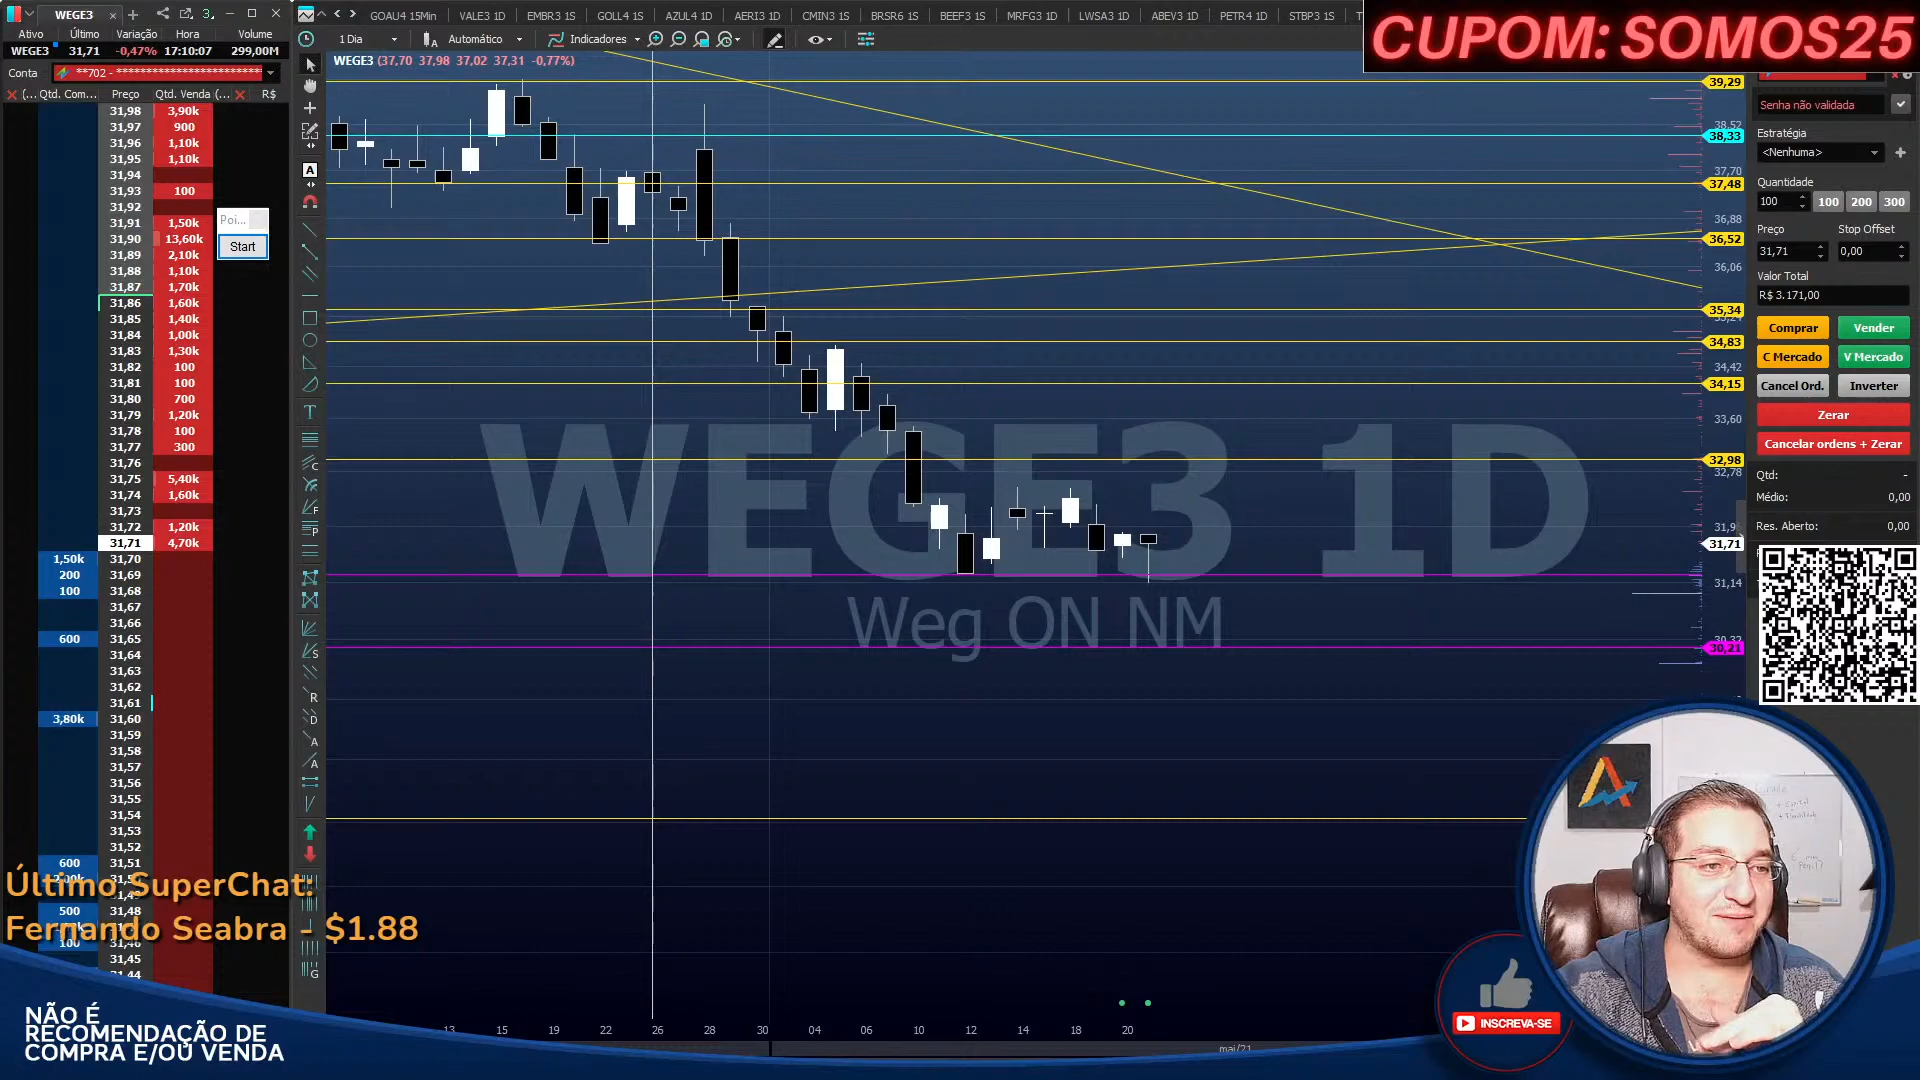 WEGE3
GOAU4 15Min VALE3 1D EMBR3 1S GOLL4 1S AZUL4 1D AERI3 1D CMIN3 1S BRSR6 1S BEEF3 1S MRFG3 1D LWSA3 1D ABEV3 1D PETR4 1D STBP3 1S
CUPOM: SOMOS25
Ativo Último Variação Hora Volume
WEGE3 31,71 -0,47% 17:10:07 299,00M
1 Dia Automático Indicadores
Conta **702 - **************************
WEGE3 (37,70 37,98 37,02 37,31 -0,77%)
(... Qtd. Com... Preço Qtd. Venda (... R$
31,98 3,90k
31,97 900
31,96 1,10k
31,95 1,10k
31,94
31,93 100
31,92
31,91 1,50k
31,90 13,60k
31,89 2,10k
31,88 1,10k
31,87 1,70k
31,86 1,60k
31,85 1,40k
31,84 1,00k
31,83 1,30k
31,82 100
31,81 100
31,80 700
31,79 1,20k
31,78 100
31,77 300
31,76
31,75 5,40k
31,74 1,60k
31,73
31,72 1,20k
31,71 4,70k
1,50k 31,70
200 31,69
100 31,68
31,67
31,66
600 31,65
31,64
31,63
31,62
31,61
3,80k 31,60
31,59
31,58
31,57
31,56
31,55
31,54
31,53
31,52
600 31,51
500 31,48
100 31,46
31,45
31,44
Poi...
Start
39,29
38,52
38,33
37,70
37,48
36,88
36,52
36,06
35,34
34,83
34,42
34,15
33,60
32,98
32,78
31,71
31,14
30,21
WEGE3 1D
Weg ON NM
13 15 19 22 26 28 30 04 06 10 12 14 18 20
mai/21
Senha não validada
Estratégia
<Nenhuma>
Quantidade
100 100 200 300
Preço Stop Offset
31,71 0,00
Valor Total
R$ 3.171,00
Comprar Vender
C Mercado V Mercado
Cancel Ord. Inverter
Zerar
Cancelar ordens + Zerar
Qtd: -
Médio: 0,00
Res. Aberto: 0,00
Último SuperChat:
Fernando Seabra - $1.88
NÃO É
RECOMENDAÇÃO DE
COMPRA E/OU VENDA
INSCREVA-SE